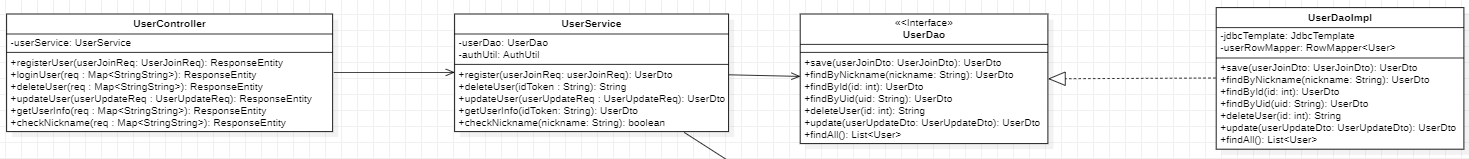 UserController
-userService: UserService
+registerUser(userJoinReq: UserJoinReq): ResponseEntity
+loginUser(req : Map<StringString>): ResponseEntity
+deleteUser(req : Map<StringString>): ResponseEntity
+updateUser(userUpdateReq : UserUpdateReq): ResponseEntity
+getUserInfo(req : Map<StringString>): ResponseEntity
+checkNickname(req : Map<StringString>): ResponseEntity
UserService
-userDao: UserDao
-authUtil: AuthUtil
+register(userJoinReq: userJoinReq): UserDto
+deleteUser(idToken : String): String
+updateUser(userUpdateReq : UserUpdateReq): UserDto
+getUserInfo(idToken: String): UserDto
+checkNickname(nickname: String): boolean
«<Interface»
UserDao
+save(userJoinDto: UserJoinDto): UserDto
+findByNickname(nickname: String): UserDto
+findById(id: int): UserDto
+findByUid(uid: String): UserDto
+deleteUser(id: int): String
+update(userUpdateDto: UserUpdateDto): UserDto
+findAll(): List<User>
UserDaoImpl
-jdbcTemplate: JdbcTemplate
-userRowMapper: RowMapper<User>
+save(userJoinDto: UserJoinDto): UserDto
+findByNickname(nickname: String): UserDto
+findById(id: int): UserDto
+findByUid(uid: String): UserDto
+deleteUser(id: int): String
+update(userUpdateDto: UserUpdateDto): UserDto
+findAll(): List<User>